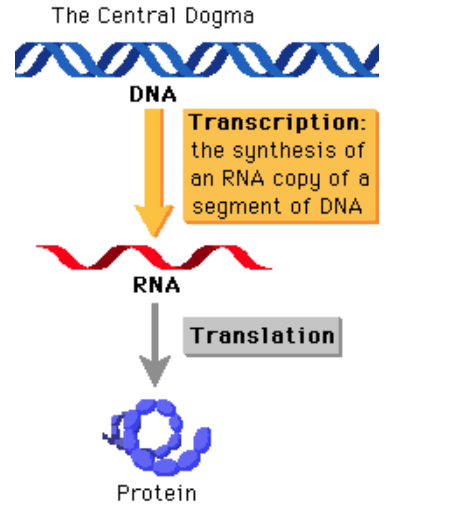 The Central Dogma
DNA
Transcription:
the synthesis of
an RNA copy of a
segment of DNA
RNA
Translation
Protein